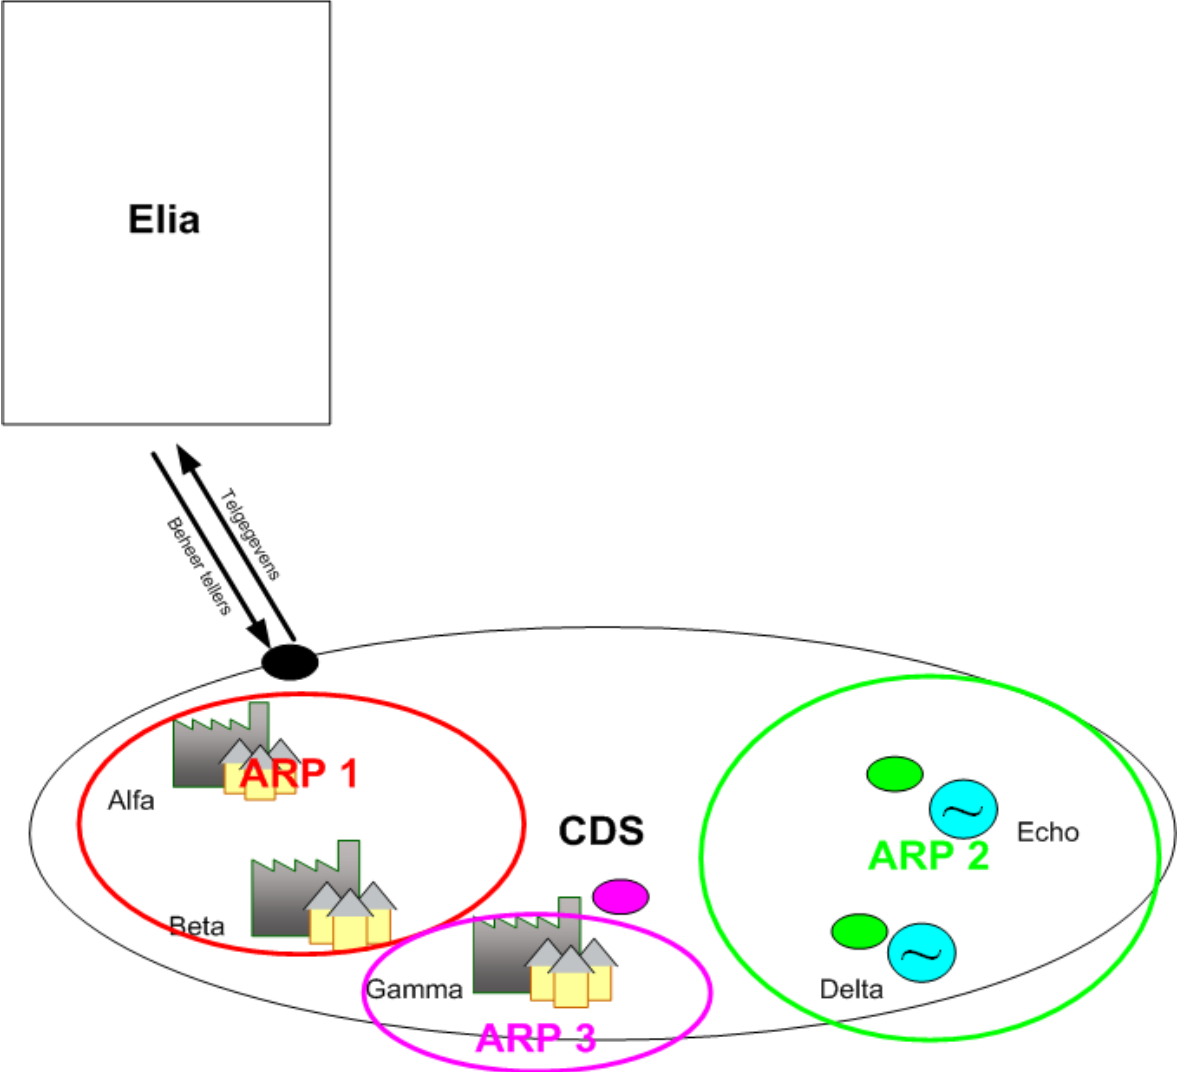 Elia
Telgegevens
Beheer tellers
ARP 1
Alfa
CDS
Echo
ARP 2
Beta
Gamma
Delta
ARP 3